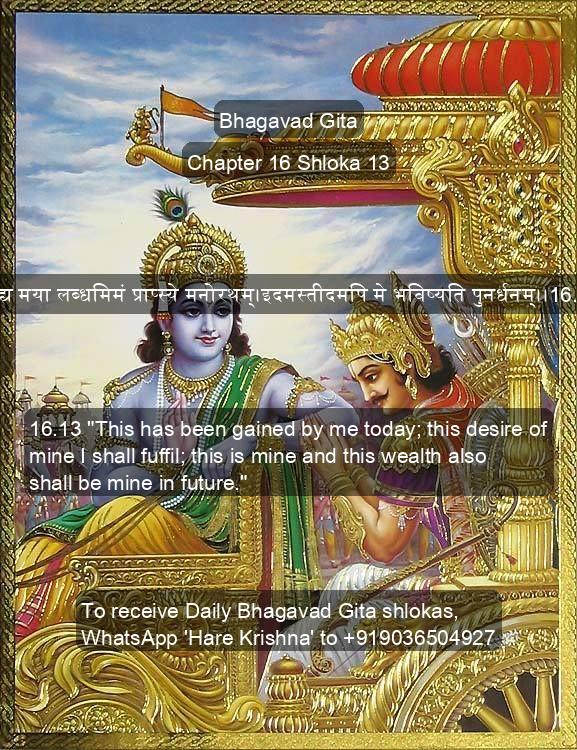 Bhagavad Gita
Chapter 16 Shloka 13
मया लब्धमिमं प्राप्स्ये मनोरथम्।इदमस्तीदमपि मे भविष्यति पुनर्धनम्।।16.
16.13 "This has been gained by me today; this desire of
mine I shall fuffil; this is mine and this wealth also
shall be mine in future."
To receive Daily Bhagavad Gita shlokas,
WhatsApp 'Hare Krishna' to +919036504927